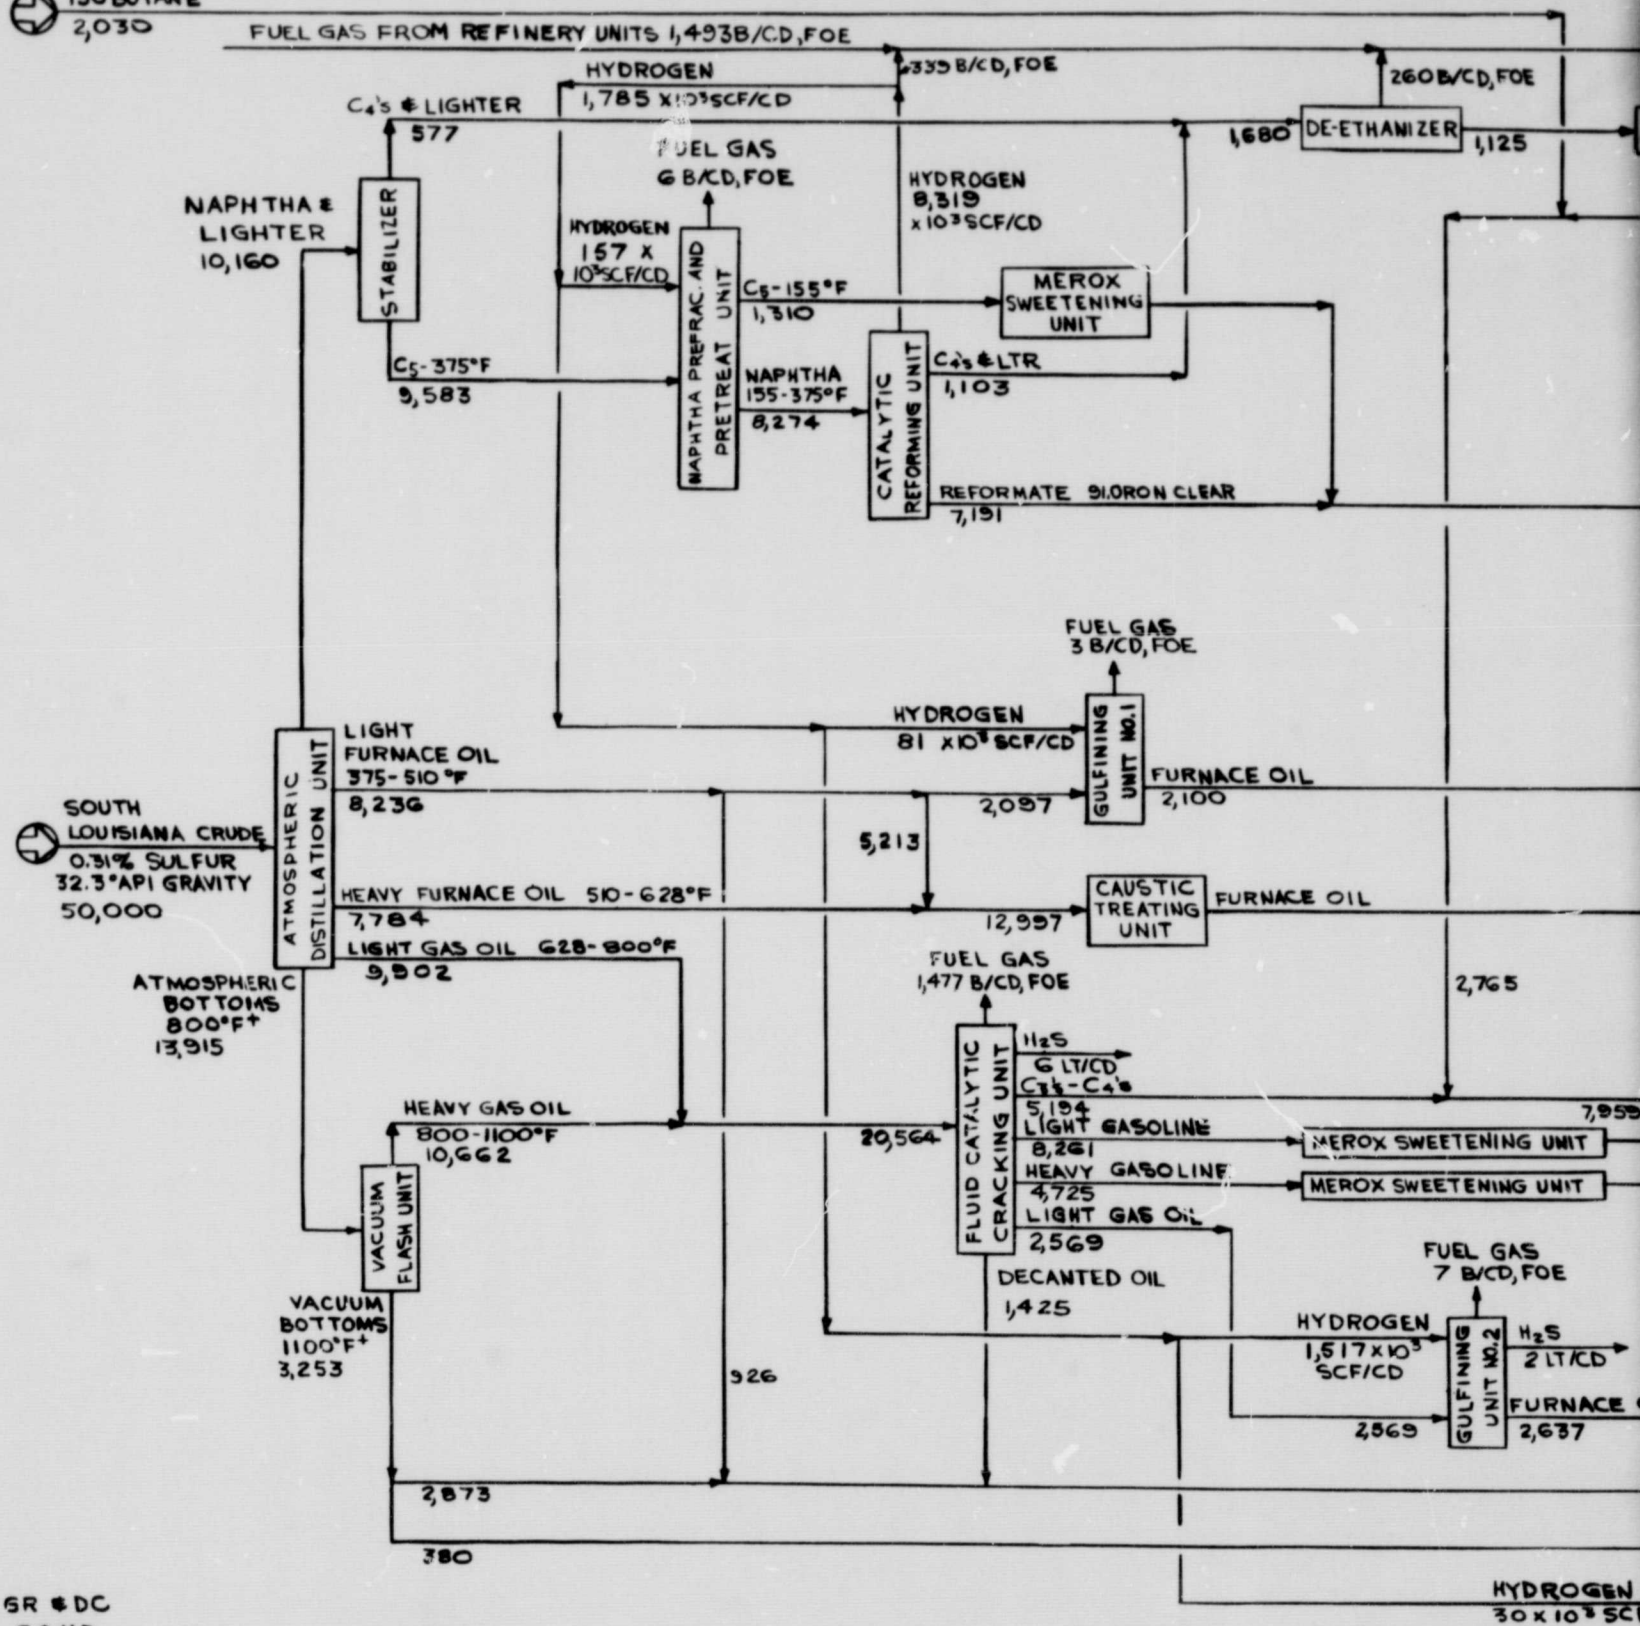 2,030
FUEL GAS FROM REFINERY UNITS 1,493B/CD,FOE
339 B/CD, FOE
260 B/CD, FOE
HYDROGEN
1,785 X10³SCF/CD
C4's & LIGHTER
577
1,680
DE-ETHANIZER
1,125
FUEL GAS
6 B/CD, FOE
HYDROGEN
8,319
x10³SCF/CD
NAPHTHA &
LIGHTER
10,160
STABILIZER
HYDROGEN
157 X
10³SCF/CD
NAPHTHA PREFRAC. AND
PRETREAT UNIT
C5-155°F
1,310
MEROX
SWEETENING
UNIT
C5-375°F
9,583
NAPHTHA
155-375°F
8,274
CATALYTIC
REFORMING UNIT
C4's & LTR
1,103
REFORMATE 91.0RON CLEAR
7,191
FUEL GAS
3 B/CD, FOE
HYDROGEN
81 X10³ SCF/CD
GULFINING
UNIT NO.1
FURNACE OIL
2,100
LIGHT
FURNACE OIL
375-510°F
8,236
2,097
5,213
SOUTH
LOUISIANA CRUDE
0.31% SULFUR
32.3°API GRAVITY
50,000
ATMOSPHERIC
DISTILLATION UNIT
HEAVY FURNACE OIL 510-628°F
7,784
12,997
CAUSTIC
TREATING
UNIT
FURNACE OIL
LIGHT GAS OIL 628-800°F
9,902
ATMOSPHERIC
BOTTOMS
800°F+
13,915
FUEL GAS
1,477 B/CD, FOE
2,765
FLUID CATALYTIC
CRACKING UNIT
H2S
6 LT/CD
C3's-C4's
5,194
7,959
LIGHT GASOLINE
8,261
MEROX SWEETENING UNIT
HEAVY GASOLINE
4,725
MEROX SWEETENING UNIT
LIGHT GAS OIL
2,569
HEAVY GAS OIL
800-1100°F
10,662
20,564
VACUUM
FLASH UNIT
DECANTED OIL
1,425
VACUUM
BOTTOMS
1100°F+
3,253
926
FUEL GAS
7 B/CD, FOE
HYDROGEN
1,517 x10³
SCF/CD
GULFINING
UNIT NO.2
H2S
2 LT/CD
2,569
FURNACE
2,637
2,873
380
GR & DC
HYDROGEN
30 x 10³